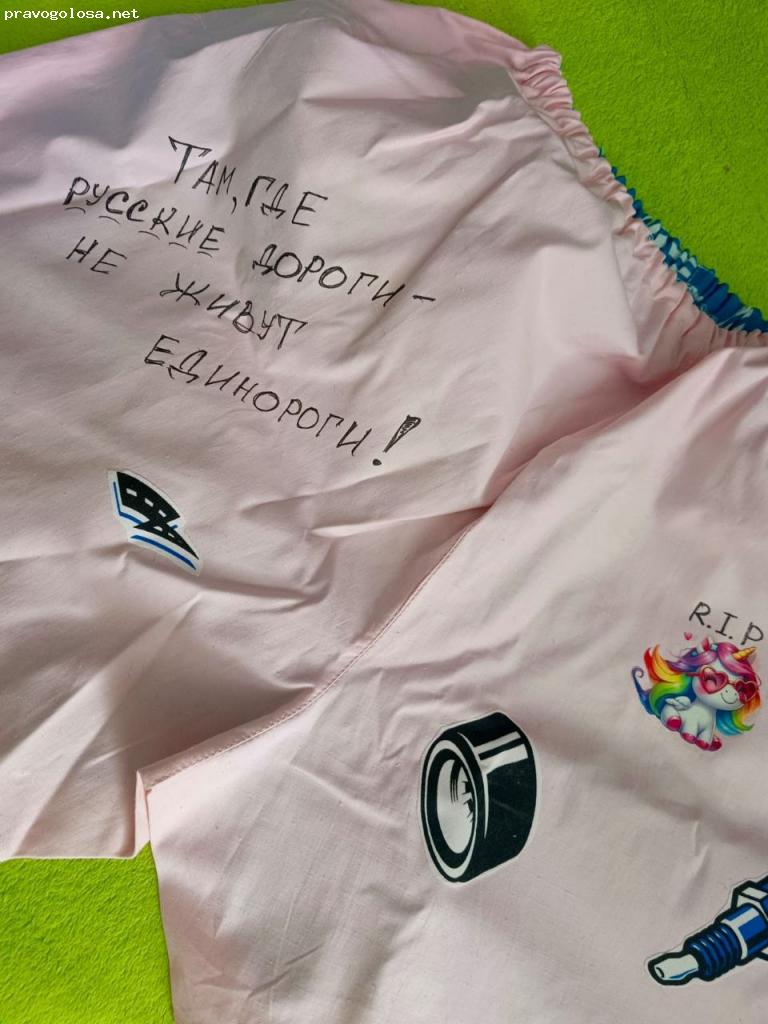 pravogolosa.net
ТАМ, ГДЕ
РУССКИЕ ДОРОГИ -
НЕ ЖИВУТ
ЕДИНОРОГИ!
R.I.P